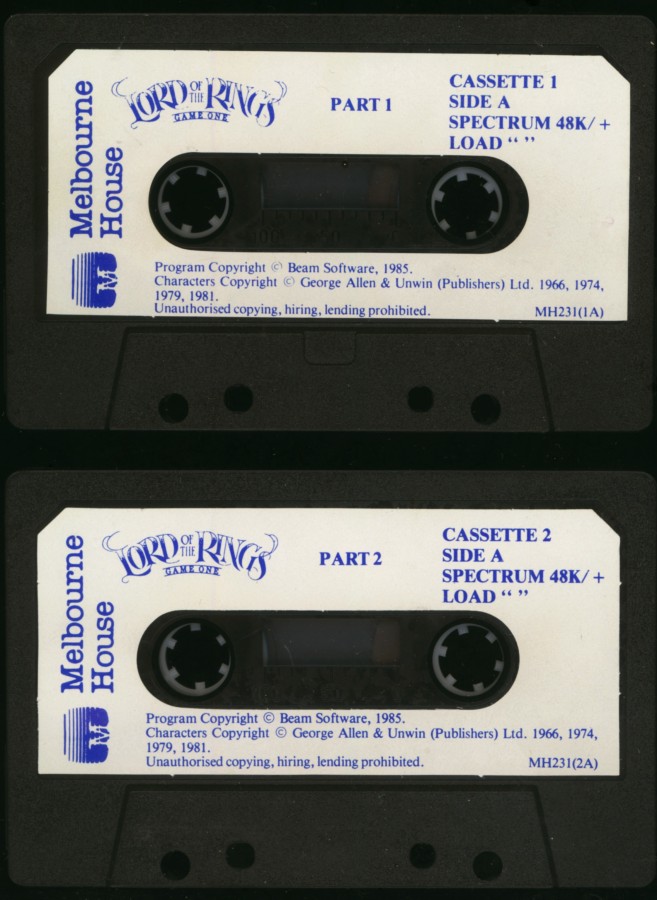 Melbourne
House
M
LORD OF THE RINGS
GAME ONE
PART 1
CASSETTE 1
SIDE A
SPECTRUM 48K/ +
LOAD “ ”
Program Copyright © Beam Software, 1985.
Characters Copyright © George Allen & Unwin (Publishers) Ltd. 1966, 1974,
1979, 1981.
Unauthorised copying, hiring, lending prohibited.
MH231(1A)
Melbourne
House
M
LORD OF THE RINGS
GAME ONE
PART 2
CASSETTE 2
SIDE A
SPECTRUM 48K/ +
LOAD “ ”
Program Copyright © Beam Software, 1985.
Characters Copyright © George Allen & Unwin (Publishers) Ltd. 1966, 1974,
1979, 1981.
Unauthorised copying, hiring, lending prohibited.
MH231(2A)